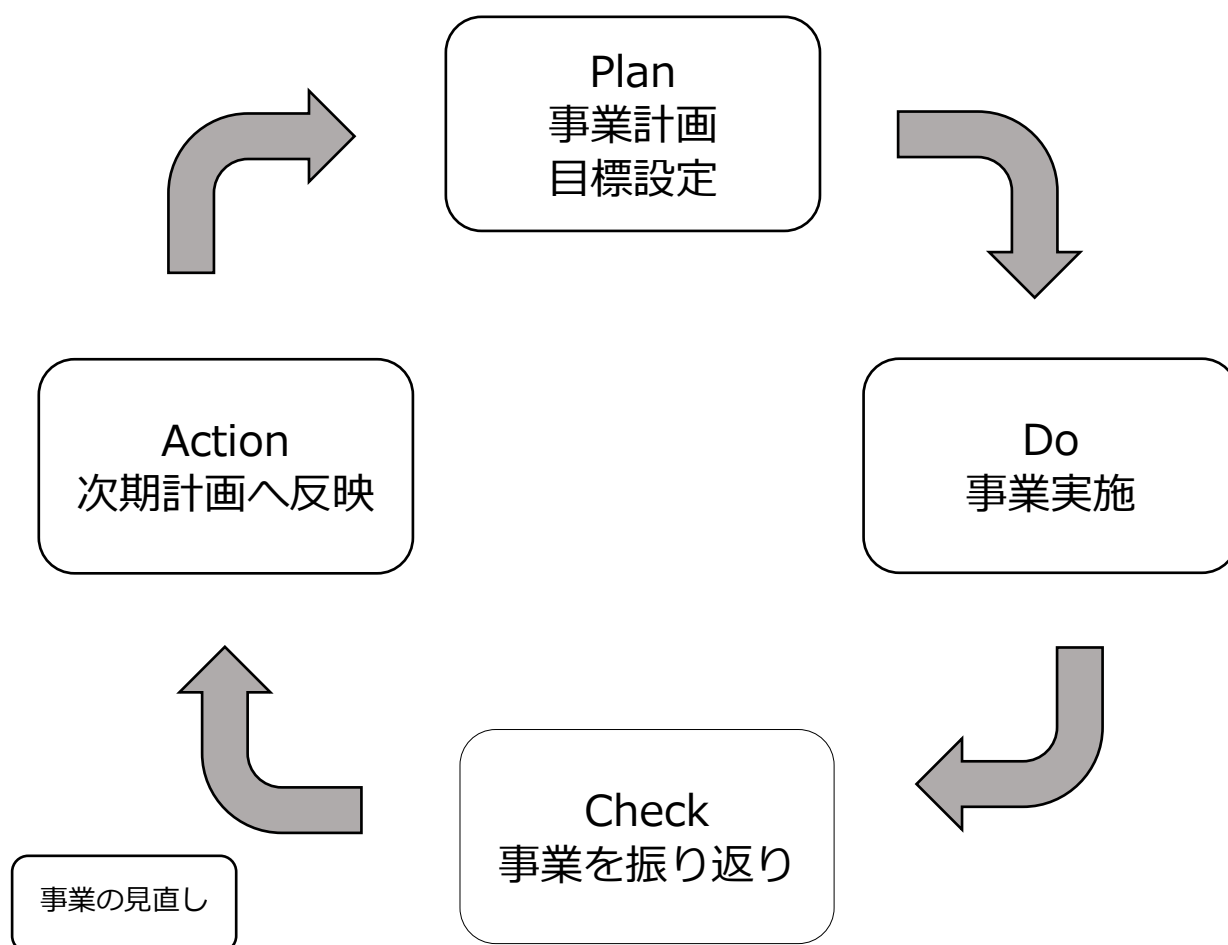 Plan
事業計画
目標設定
Do
事業実施
Check
事業を振り返り
Action
次期計画へ反映
事業の見直し